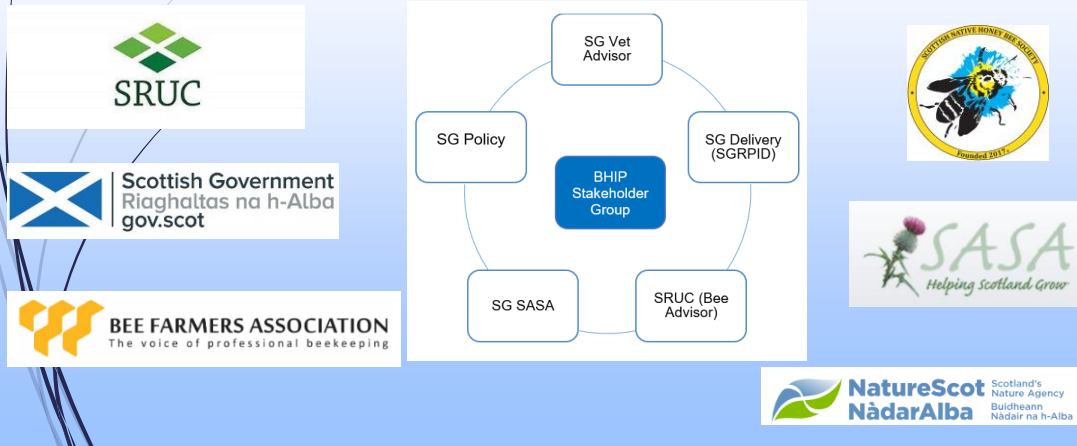 SRUC
Scottish Government
Riaghaltas na h-Alba
gov.scot
BEE FARMERS ASSOCIATION
The voice of professional beekeeping
SG Vet
Advisor
SG Policy
SG Delivery
(SGRPID)
BHIP
Stakeholder
Group
SG SASA
SRUC (Bee
Advisor)
SCOTTISH NATIVE HONEY BEE SOCIETY
Founded 2017
SASA
Helping Scotland Grow
NatureScot
NàdarAlba
Scotland's
Nature Agency
Buidheann
Nàdair na h-Alba